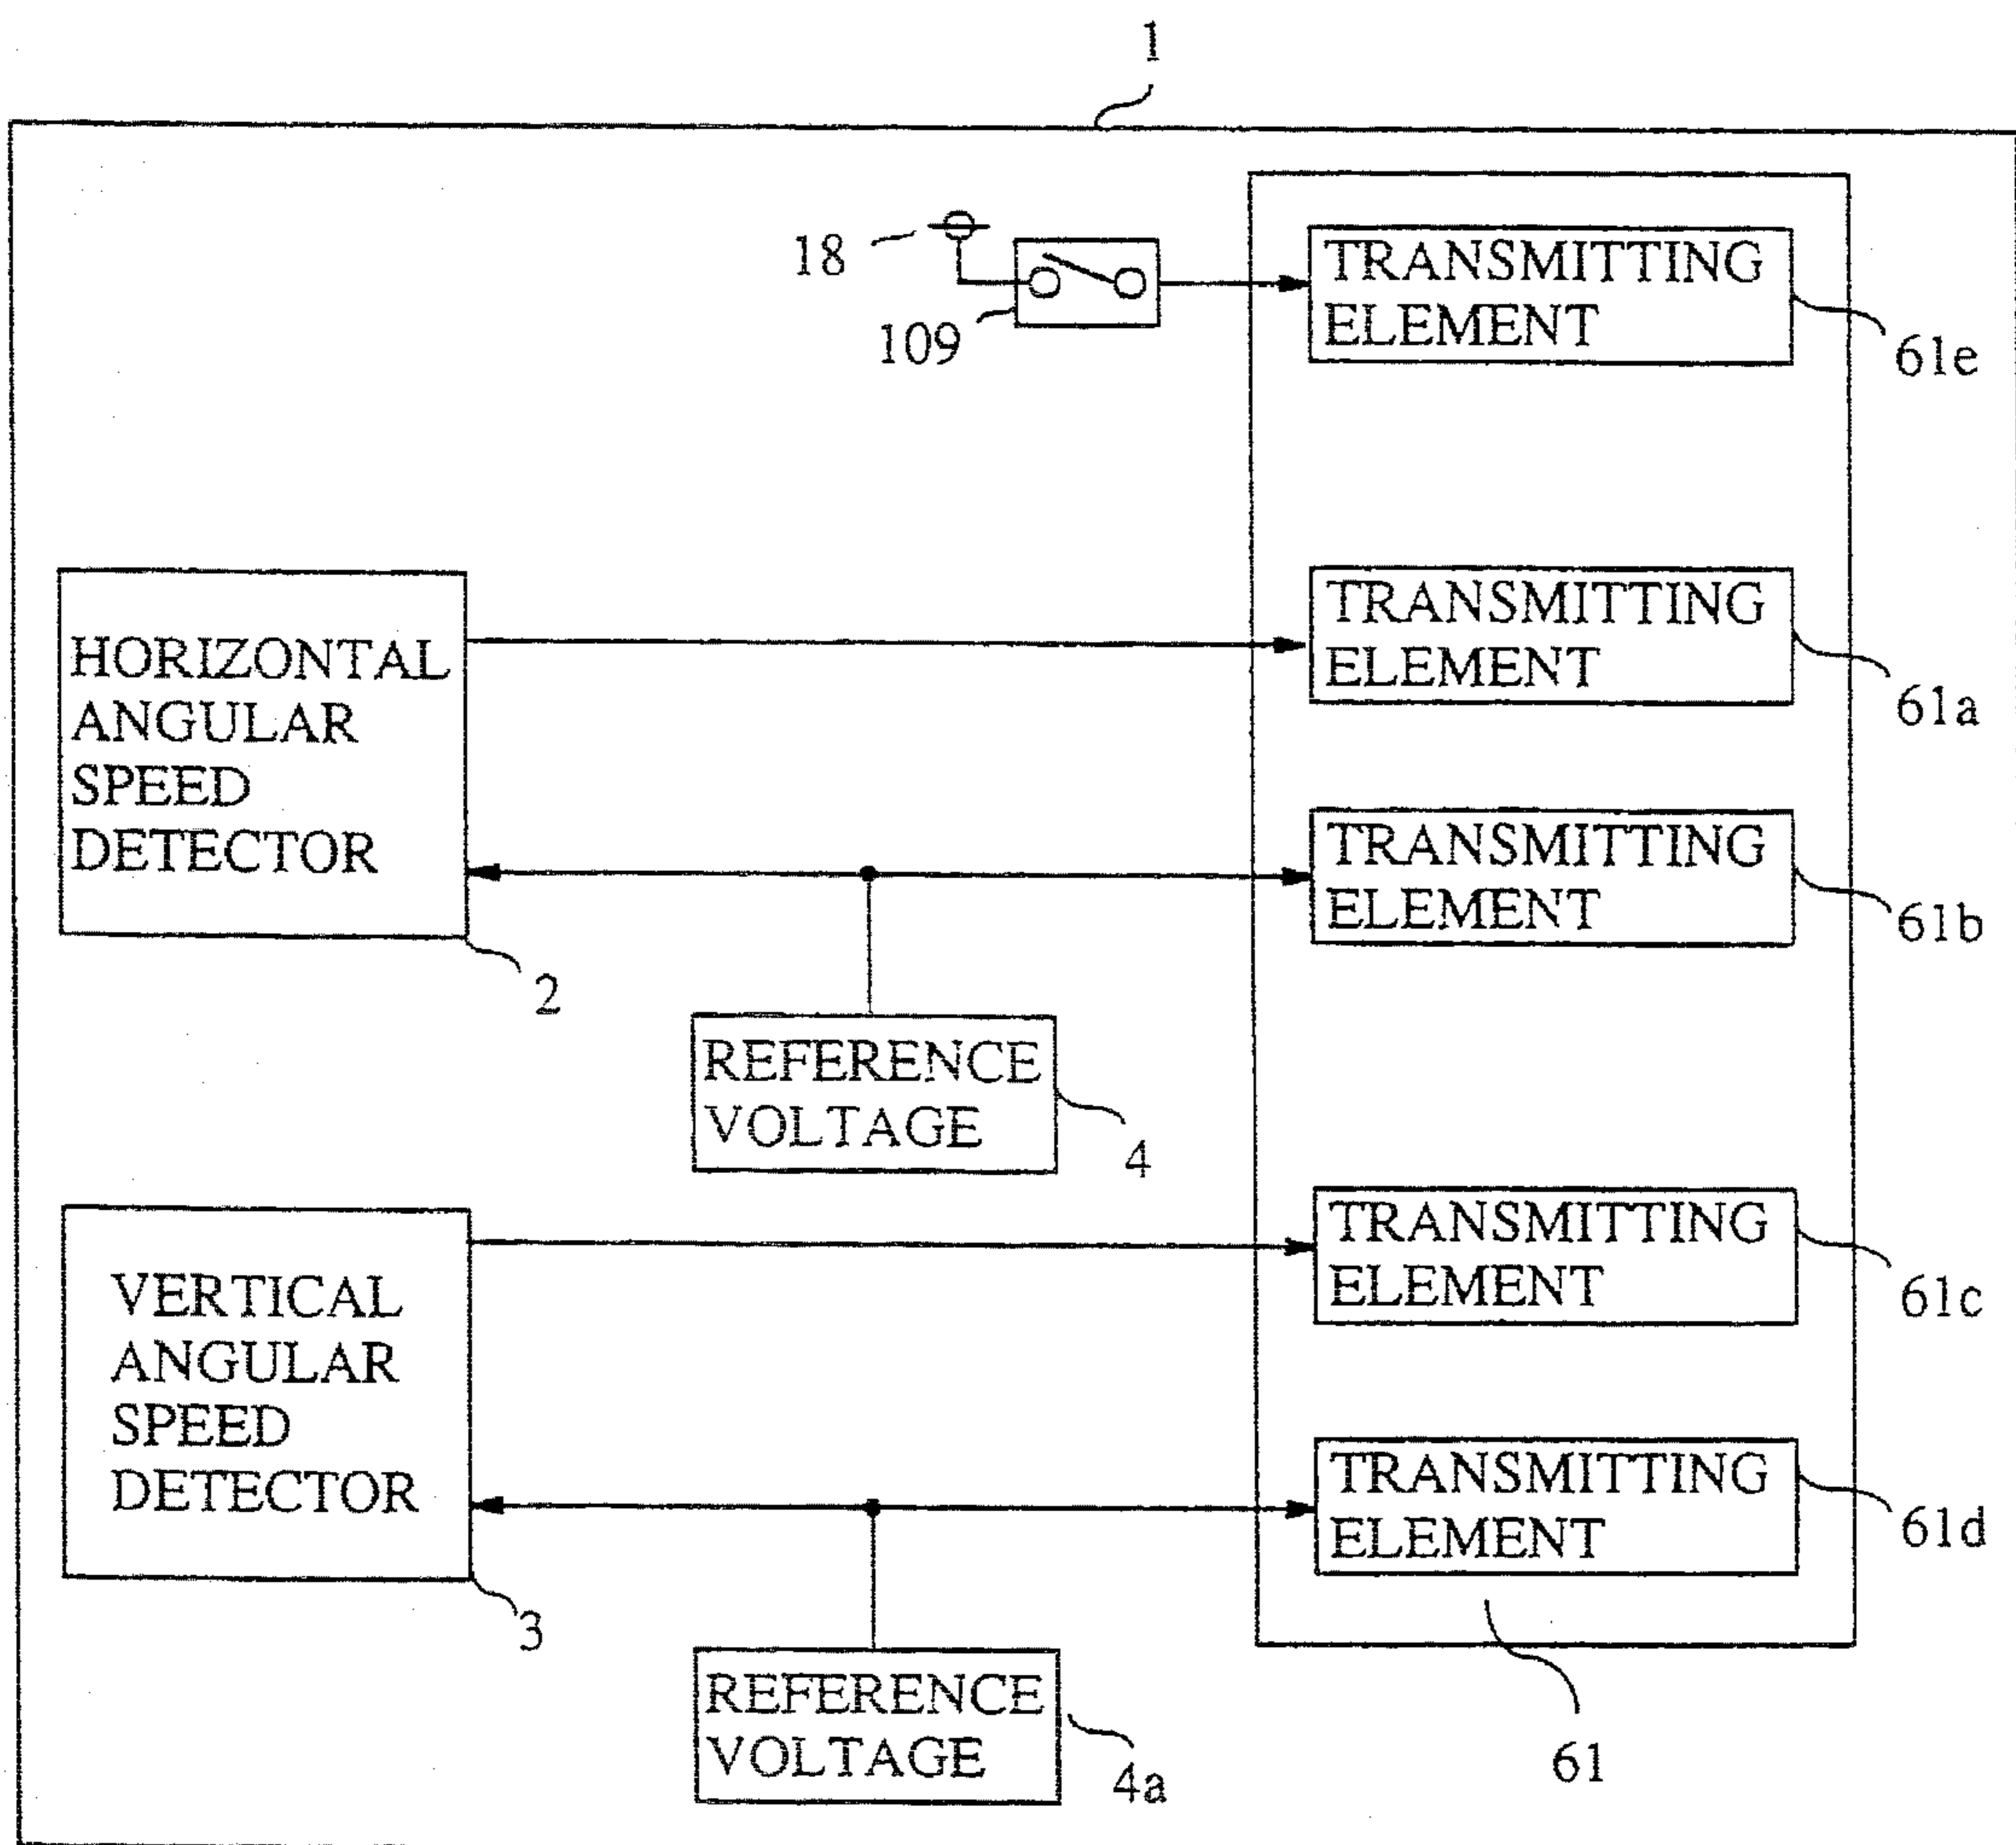 1
18
109
TRANSMITTING
ELEMENT
61e
HORIZONTAL
ANGULAR
SPEED
DETECTOR
2
TRANSMITTING
ELEMENT
61a
TRANSMITTING
ELEMENT
61b
REFERENCE
VOLTAGE
4
VERTICAL
ANGULAR
SPEED
DETECTOR
3
TRANSMITTING
ELEMENT
61c
TRANSMITTING
ELEMENT
61d
REFERENCE
VOLTAGE
4a
61